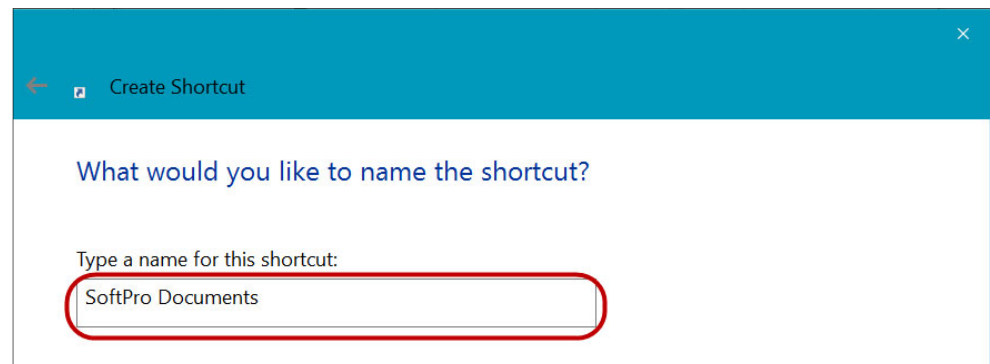 Create Shortcut
What would you like to name the shortcut?
Type a name for this shortcut:
SoftPro Documents